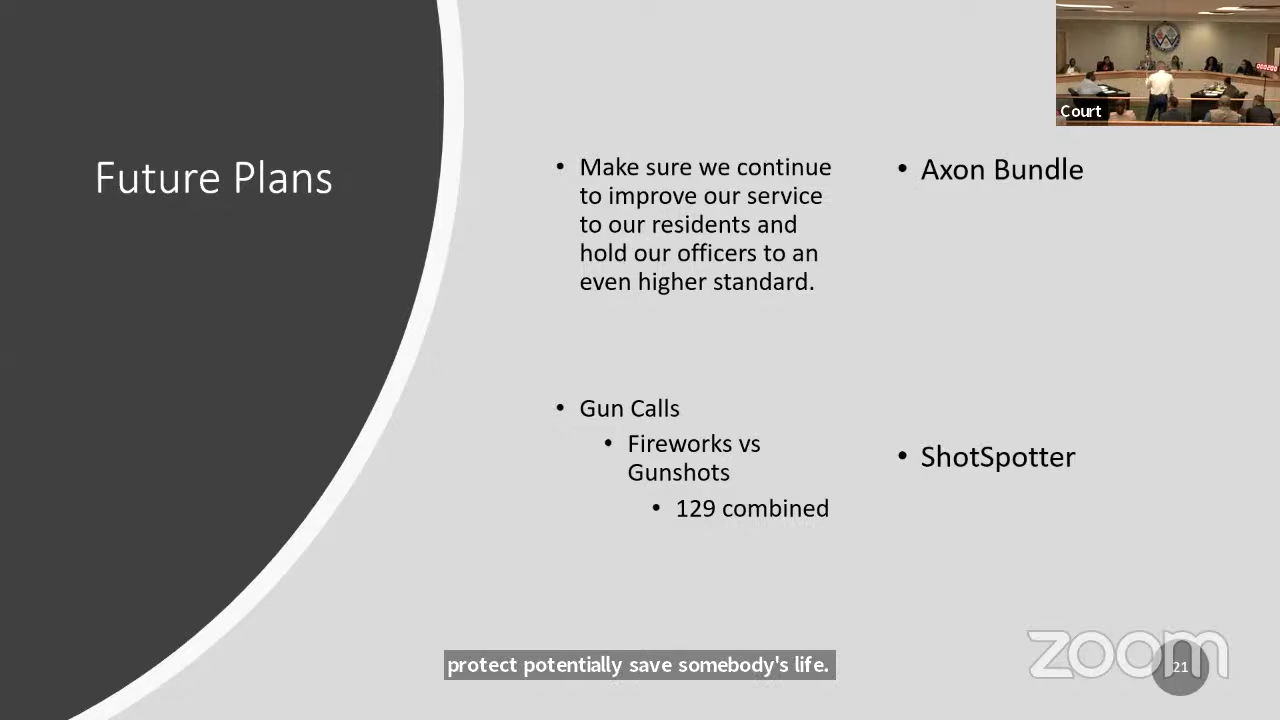 Court
Future Plans
• Make sure we continue
to improve our service
to our residents and
hold our officers to an
even higher standard.
• Gun Calls
• Fireworks vs
Gunshots
• 129 combined
• Axon Bundle
• ShotSpotter
protect potentially save somebody's life.
zoom
21